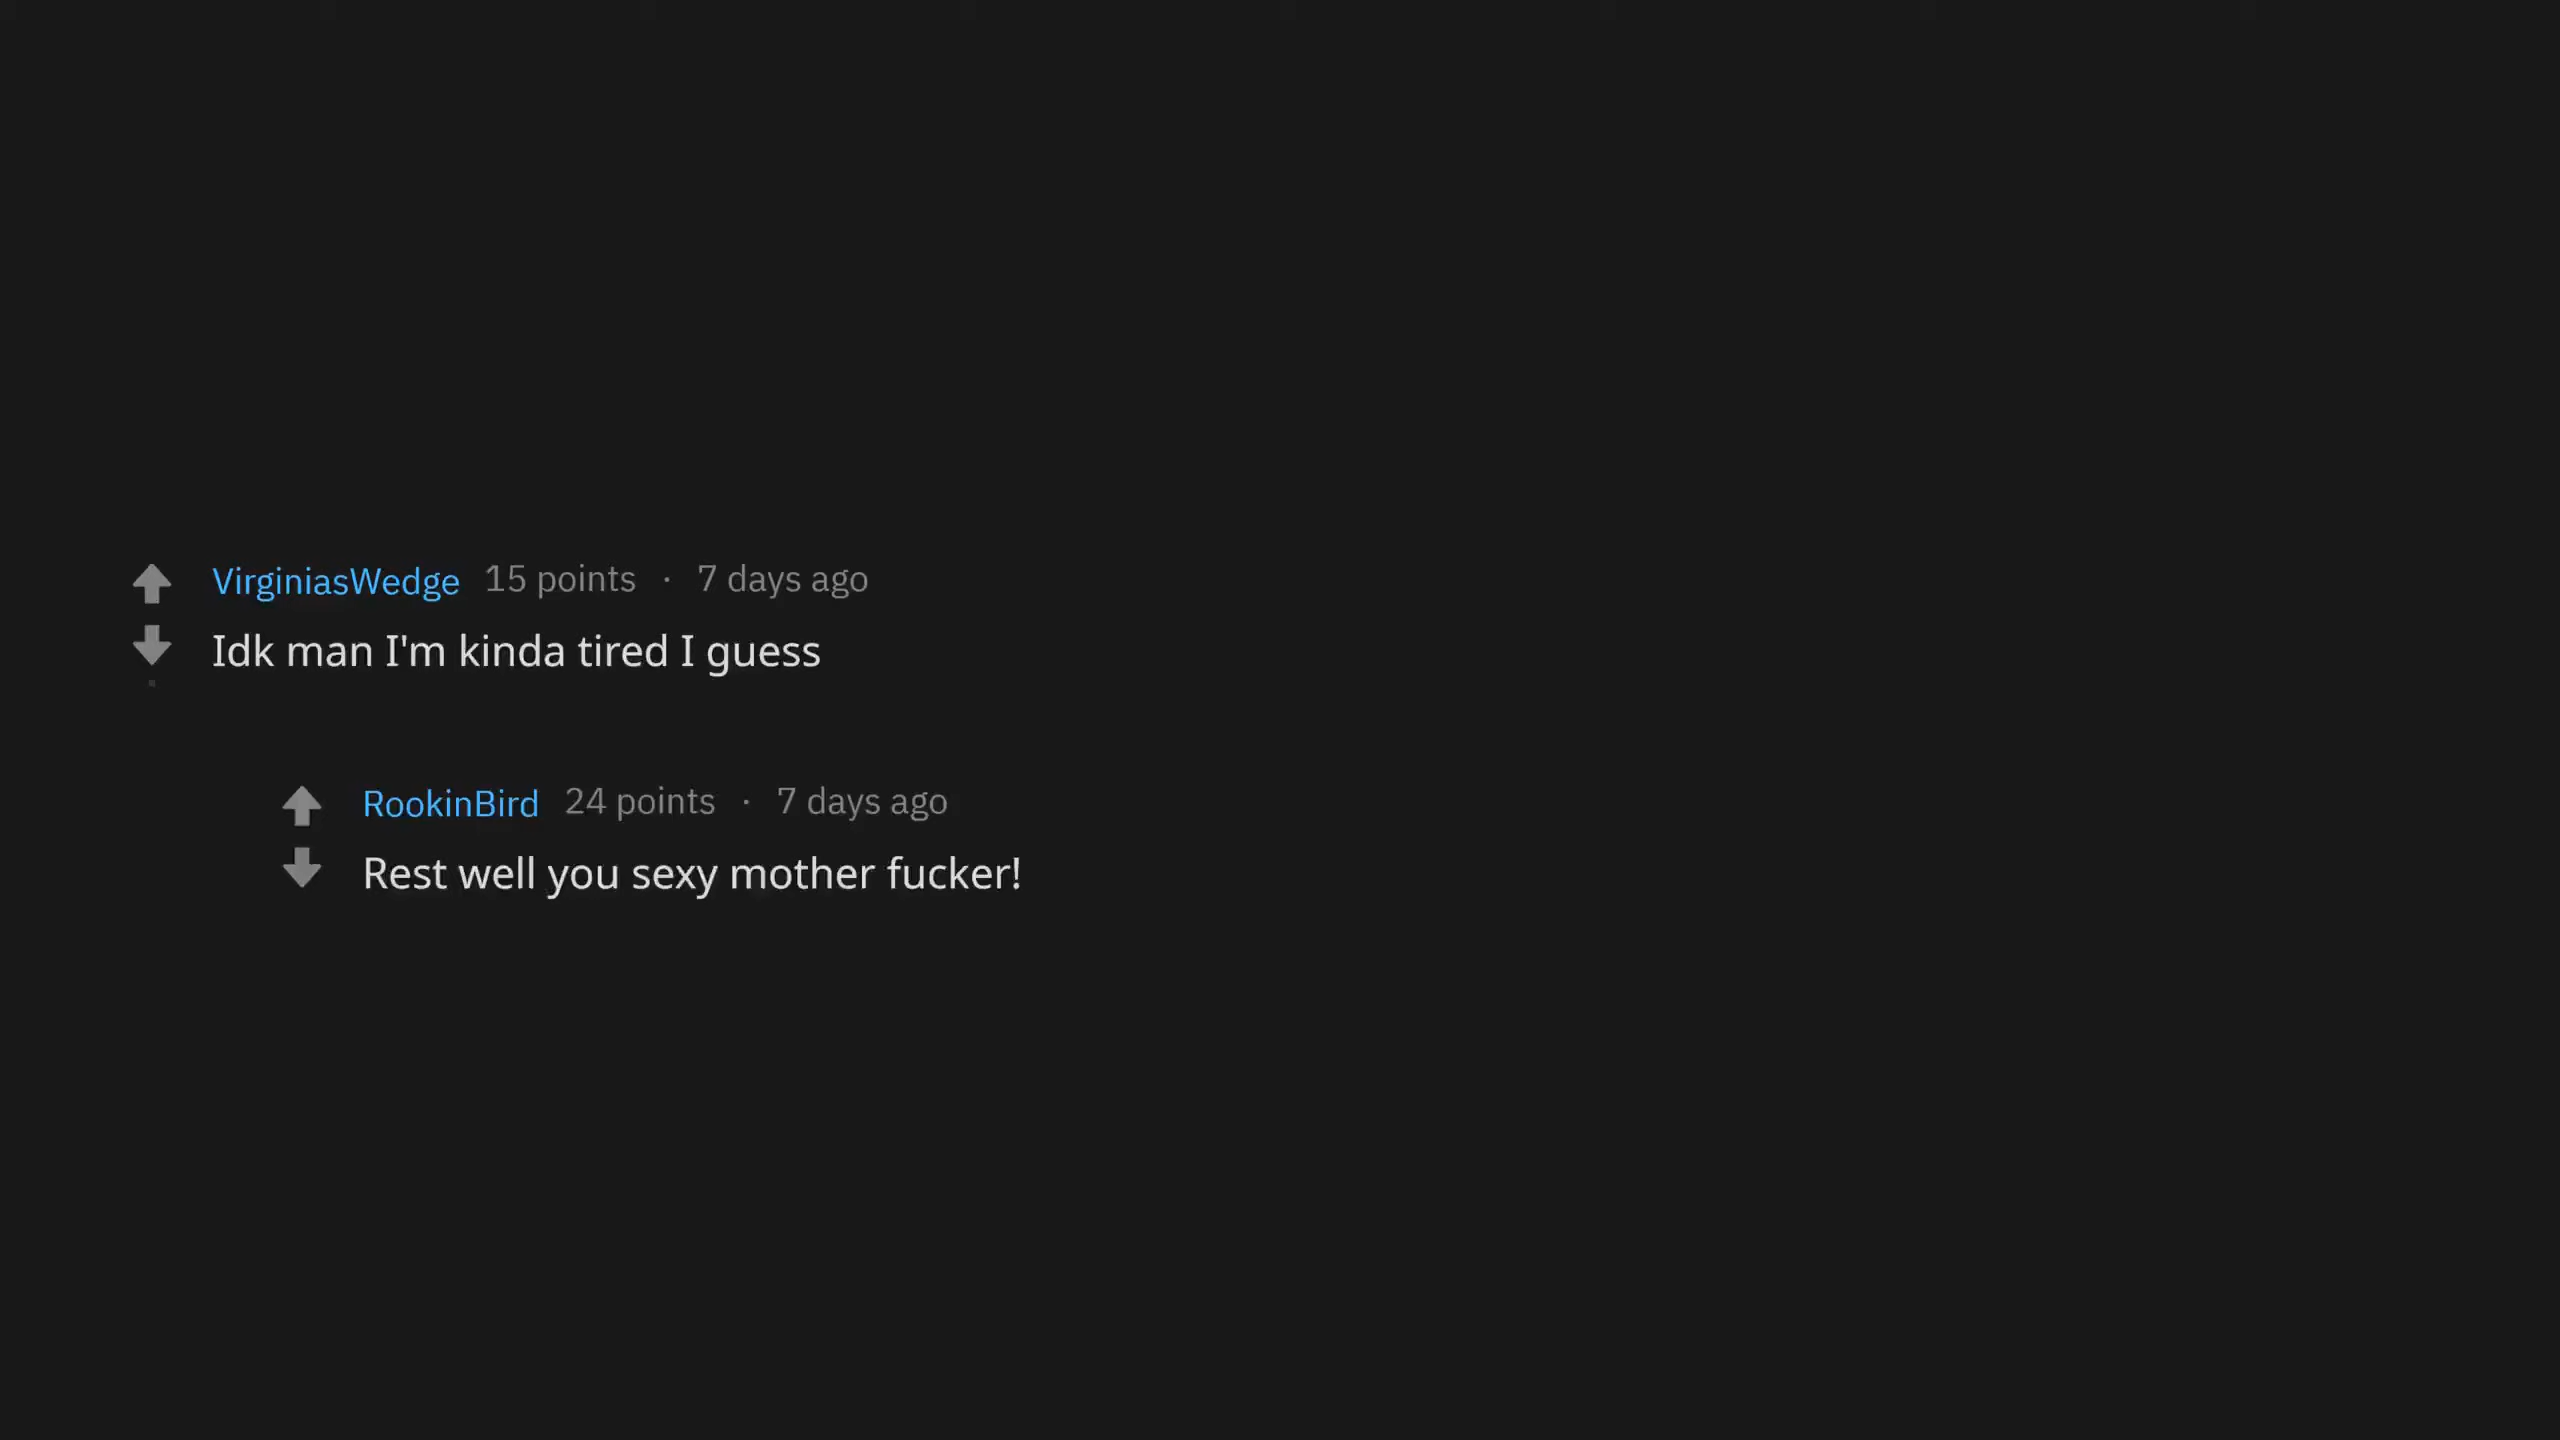 VirginiasWedge 15 points · 7 days ago
Idk man I'm kinda tired I guess
RookinBird 24 points · 7 days ago
Rest well you sexy mother fucker!